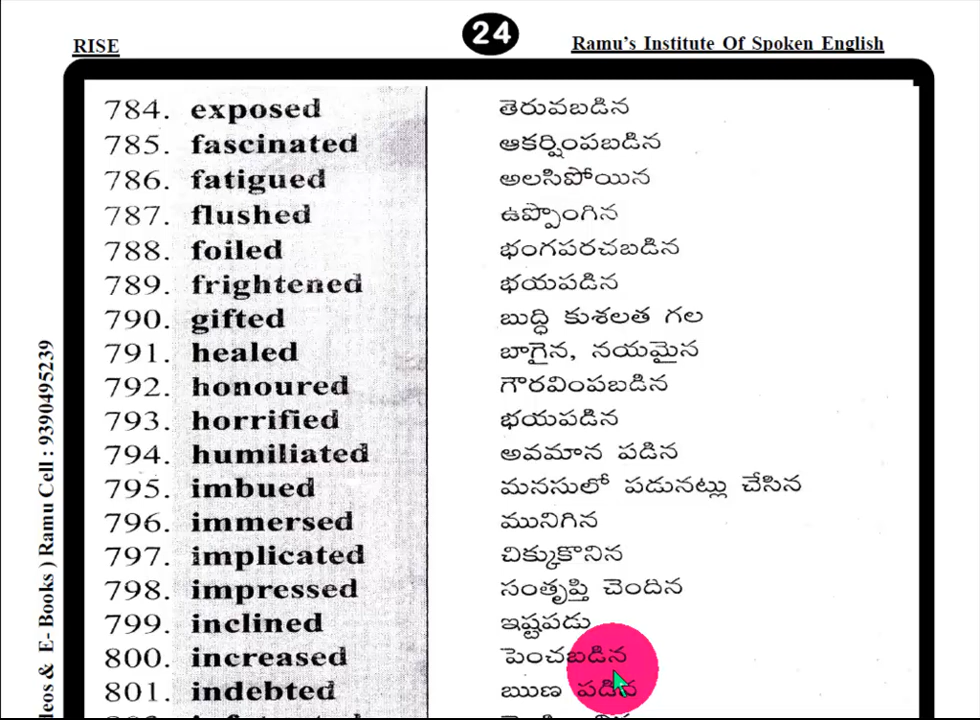 24
RISE Ramu's Institute Of Spoken English
784. exposed తెరువబడిన
785. fascinated ఆకర్షింపబడిన
786. fatigued అలసిపోయిన
787. flushed ఉప్పొంగిన
788. foiled భంగపరచబడిన
789. frightened భయపడిన
790. gifted బుద్ధి కుశలత గల
791. healed బాగైన, నయమైన
792. honoured గౌరవింపబడిన
793. horrified భయపడిన
794. humiliated అవమాన పడిన
795. imbued మనసులో పడునట్లు చేసిన
796. immersed మునిగిన
797. implicated చిక్కుకొనిన
798. impressed సంతృప్తి చెందిన
799. inclined ఇష్టపడు
800. increased పెంచబడిన
801. indebted ఋణ పడిన
& E- Books ) Ramu Cell : 9390495239